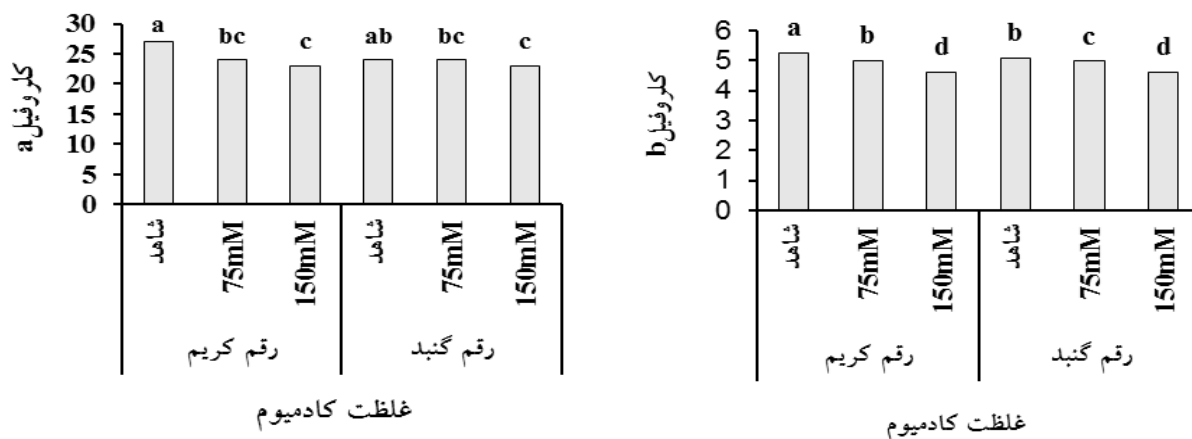 کلروفیل a
30
25
20
15
10
5
0
a bc c ab bc c
شاهد 75mM 150mM شاهد 75mM 150mM
رقم کریم رقم گنبد
غلظت کادمیوم
کلروفیل b
6
5
4
3
2
1
0
a b d b c d
شاهد 75mM 150mM شاهد 75mM 150mM
رقم کریم رقم گنبد
غلظت کادمیوم